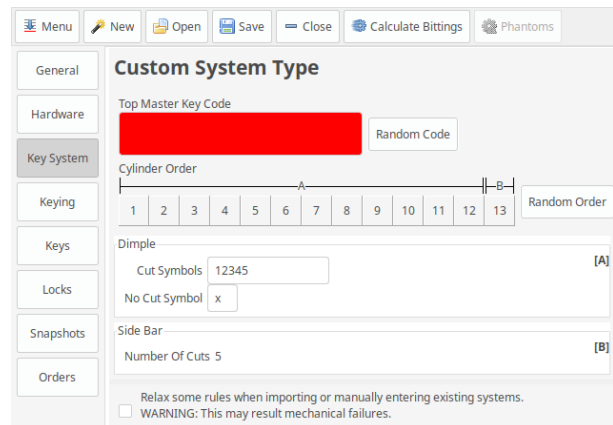 Menu New Open Save Close Calculate Bittings Phantoms
General
Hardware
Key System
Keying
Keys
Locks
Snapshots
Orders
Custom System Type
Top Master Key Code
Random Code
Cylinder Order
A B
1 2 3 4 5 6 7 8 9 10 11 12 13
Random Order
Dimple
[A]
Cut Symbols 12345
No Cut Symbol x
Side Bar
[B]
Number Of Cuts 5
Relax some rules when importing or manually entering existing systems.
WARNING: This may result mechanical failures.